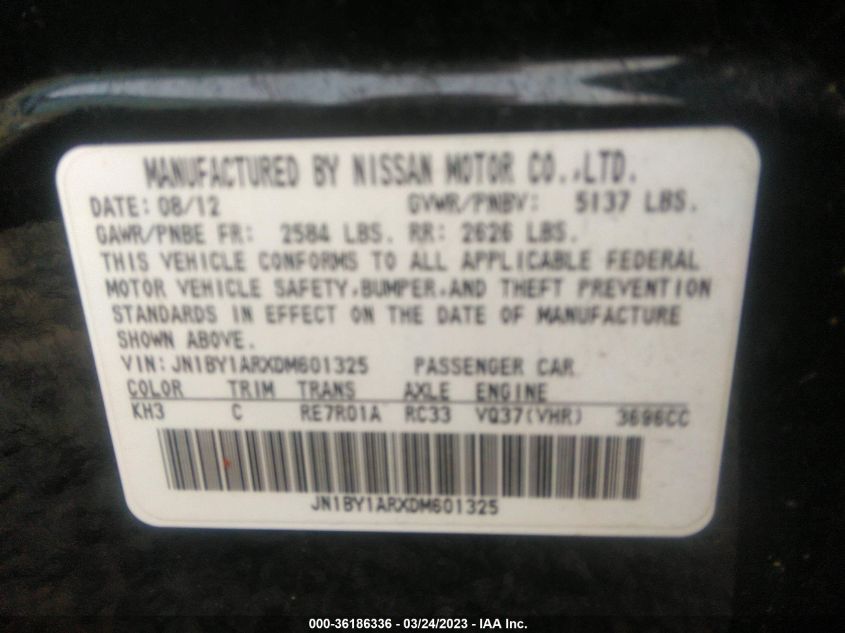 MANUFACTURED BY NISSAN MOTOR CO.,LTD.
DATE: 08/12 GVWR/PNBV: 5137 LBS.
GAWR/PNBE FR: 2584 LBS. RR: 2626 LBS.
THIS VEHICLE CONFORMS TO ALL APPLICABLE FEDERAL
MOTOR VEHICLE SAFETY,BUMPER,AND THEFT PREVENTION
STANDARDS IN EFFECT ON THE DATE OF MANUFACTURE
SHOWN ABOVE.
VIN: JN1BY1ARXDM601325 PASSENGER CAR
COLOR TRIM TRANS AXLE ENGINE
KH3 C RE7R01A RC33 VQ37(VHR) 3696CC
JN1BY1ARXDM601325
000-36186336 - 03/24/2023 - IAA Inc.